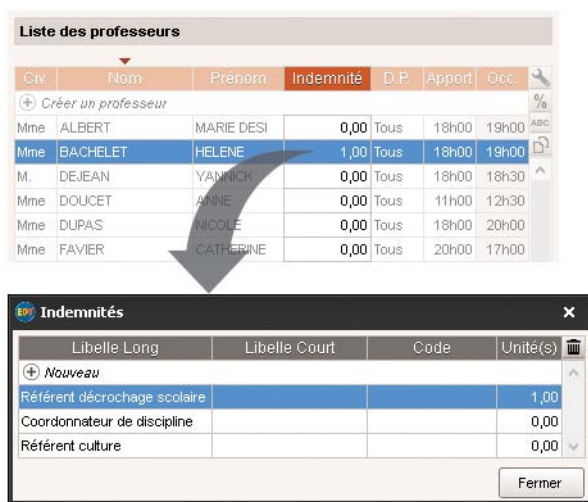 Liste des professeurs
Civ. Nom Prénom Indemnité D.P. Apport Occ.
Créer un professeur %
ABC
Mme ALBERT MARIE DESI 0,00 Tous 18h00 19h00
Mme BACHELET HELENE 1,00 Tous 18h00 19h00
M. DEJEAN YANNICK 0,00 Tous 18h00 18h30
Mme DOUCET ANNE 0,00 Tous 11h00 12h30
Mme DUPAS NICOLE 0,00 Tous 18h00 20h00
Mme FAVIER CATHERINE 0,00 Tous 20h00 17h00
EDT Indemnités
Libelle Long Libelle Court Code Unité(s)
Nouveau
Référent décrochage scolaire 1,00
Coordonnateur de discipline 0,00
Référent culture 0,00
Fermer